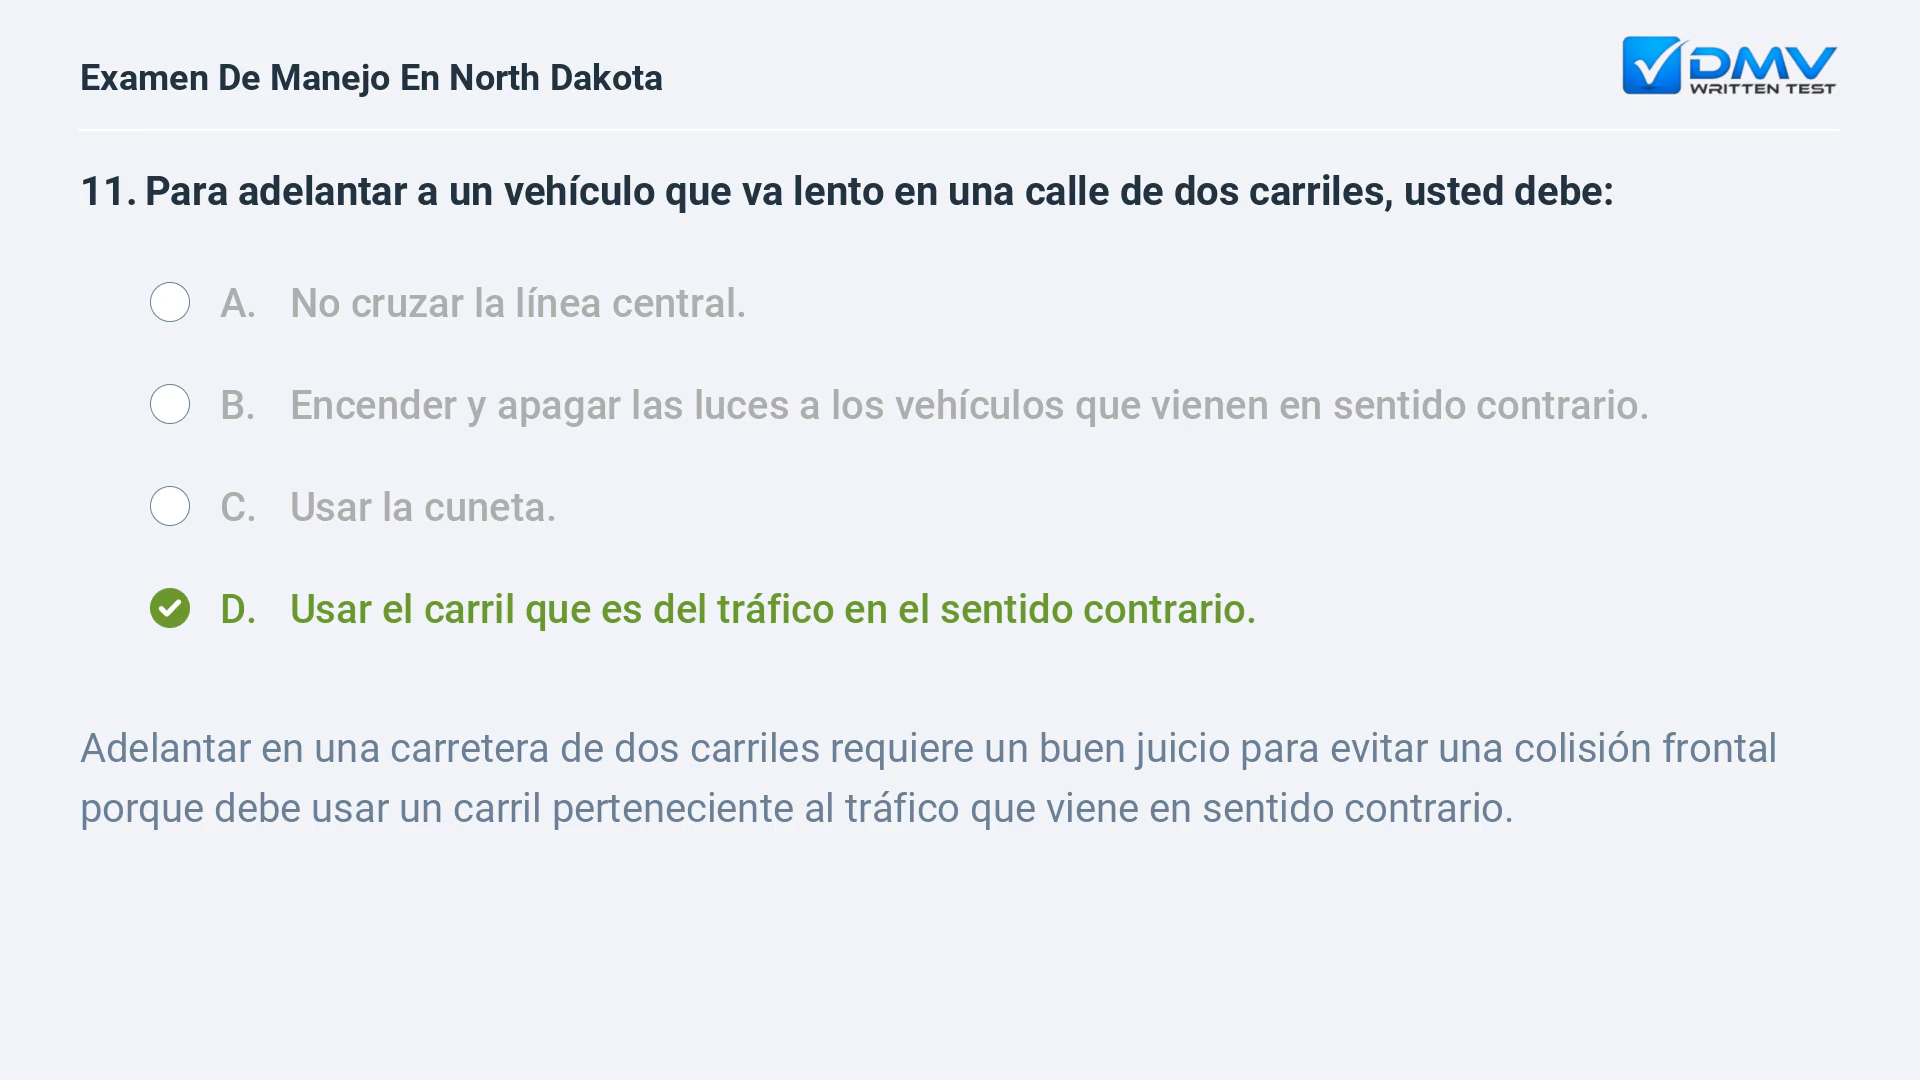 Examen De Manejo En North Dakota
DMV
WRITTEN TEST
11. Para adelantar a un vehículo que va lento en una calle de dos carriles, usted debe:
A. No cruzar la línea central.
B. Encender y apagar las luces a los vehículos que vienen en sentido contrario.
C. Usar la cuneta.
D. Usar el carril que es del tráfico en el sentido contrario.
Adelantar en una carretera de dos carriles requiere un buen juicio para evitar una colisión frontal
porque debe usar un carril perteneciente al tráfico que viene en sentido contrario.